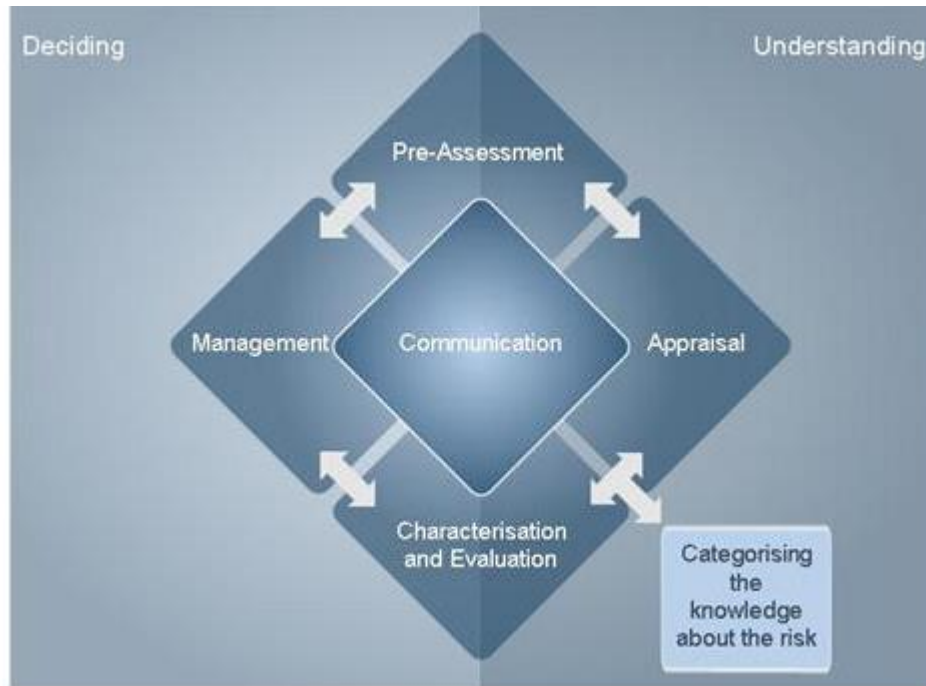 Deciding
Understanding
Pre-Assessment
Management
Communication
Appraisal
Characterisation
and Evaluation
Categorising
the
knowledge
about the risk